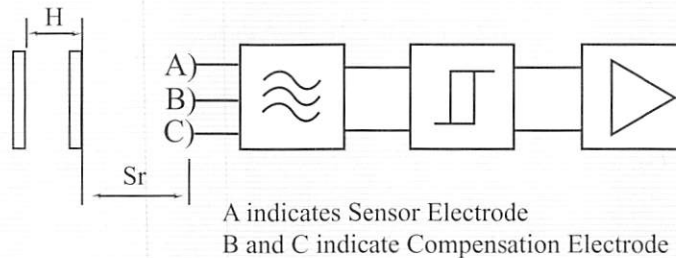 H
A)
B)
C)
Sr
A indicates Sensor Electrode
B and C indicate Compensation Electrode